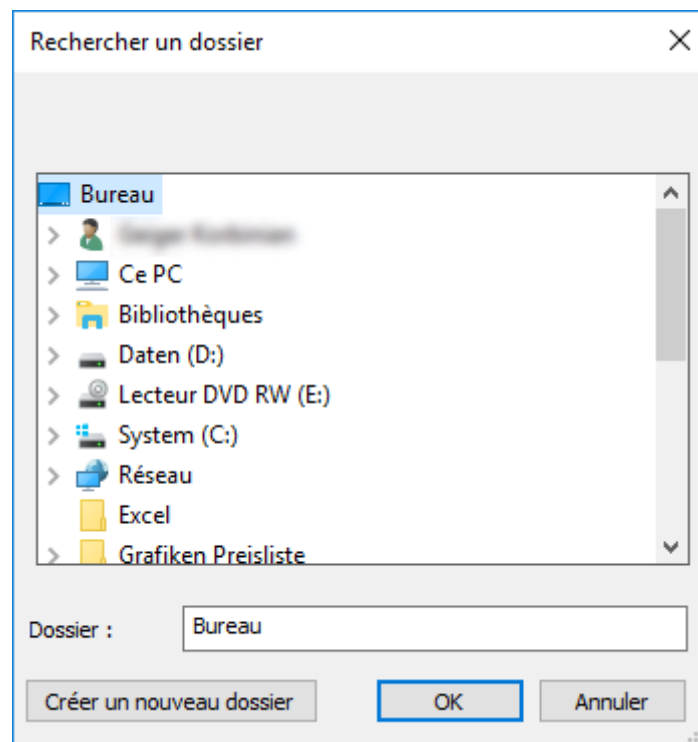 Rechercher un dossier
Bureau
Ce PC
Bibliothèques
Daten (D:)
Lecteur DVD RW (E:)
System (C:)
Réseau
Excel
Grafiken Preisliste
Dossier :
Bureau
Créer un nouveau dossier
OK
Annuler